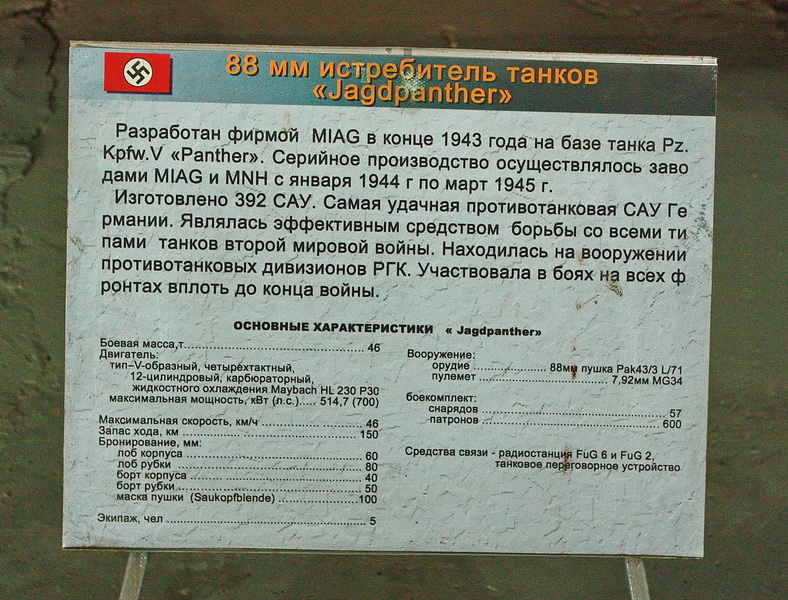 88 мм истребитель танков
«Jagdpanther»
Разработан фирмой MIAG в конце 1943 года на базе танка Pz.
Kpfw.V «Panther». Серийное производство осуществлялось заво
дами MIAG и MNH с января 1944 г по март 1945 г.
Изготовлено 392 САУ. Самая удачная противотанковая САУ Ге
рмании. Являлась эффективным средством борьбы со всеми ти
пами танков второй мировой войны. Находилась на вооружении
противотанковых дивизионов РГК. Участвовала в боях на всех ф
ронтах вплоть до конца войны.
ОСНОВНЫЕ ХАРАКТЕРИСТИКИ « Jagdpanther»
Боевая масса,т........................................ 46
Двигатель:
тип–V-образный, четырёхтактный,
12-цилиндровый, карбюраторный,
жидкостного охлаждения Maybach HL 230 P30
максимальная мощность, кВт (л.с.)..... 514,7 (700)
Максимальная скорость, км/ч ........................... 46
Запас хода, км ............................................. 150
Бронирование, мм:
лоб корпуса ............................................. 60
лоб рубки ................................................ 80
борт корпуса ............................................ 40
борт рубки ............................................... 50
маска пушки (Saukopfblende) ......................100
Экипаж, чел ................................................ 5
Вооружение:
орудие ....................... 88мм пушка Pak43/3 L/71
пулемет ................................. 7,92мм MG34
боекомплект:
снарядов ................................................ 57
патронов ................................................ 600
Средства связи - радиостанция FuG 6 и FuG 2,
танковое переговорное устройство